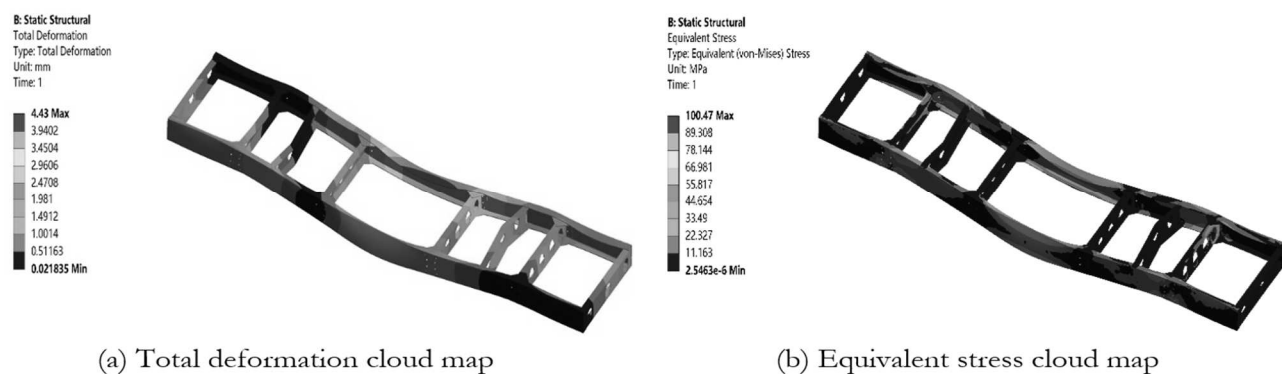 B: Static Structural
Total Deformation
Type: Total Deformation
Unit: mm
Time: 1
4.43 Max
3.9402
3.4504
2.9606
2.4708
1.981
1.4912
1.0014
0.51163
0.021835 Min
(a) Total deformation cloud map
B: Static Structural
Equivalent Stress
Type: Equivalent (von-Mises) Stress
Unit: MPa
Time: 1
100.47 Max
89.308
78.144
66.981
55.817
44.654
33.49
22.327
11.163
2.5463e-6 Min
(b) Equivalent stress cloud map